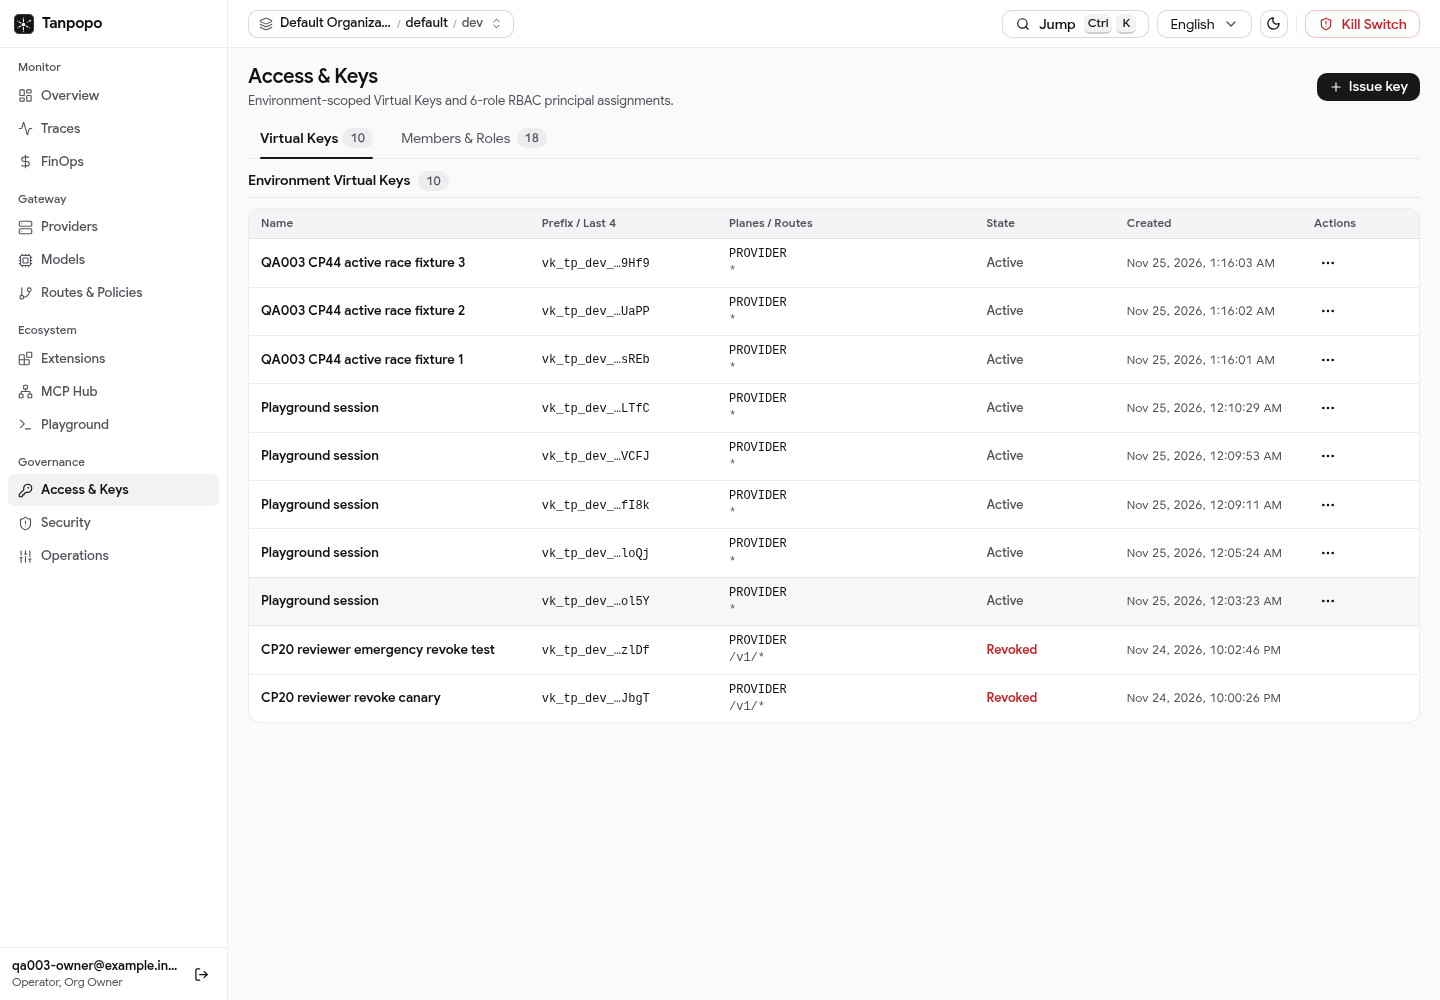 Tanpopo
Default Organiza... / default / dev
Jump Ctrl K
English
Kill Switch
Monitor
Overview
Traces
FinOps
Gateway
Providers
Models
Routes & Policies
Ecosystem
Extensions
MCP Hub
Playground
Governance
Access & Keys
Security
Operations
qa003-owner@example.in...
Operator, Org Owner
Access & Keys
Environment-scoped Virtual Keys and 6-role RBAC principal assignments.
Issue key
Virtual Keys 10 Members & Roles 18
Environment Virtual Keys 10
Name Prefix / Last 4 Planes / Routes State Created Actions
QA003 CP44 active race fixture 3 vk_tp_dev_…9Hf9 PROVIDER Active Nov 25, 2026, 1:16:03 AM
*
QA003 CP44 active race fixture 2 vk_tp_dev_…UaPP PROVIDER Active Nov 25, 2026, 1:16:02 AM
*
QA003 CP44 active race fixture 1 vk_tp_dev_…sREb PROVIDER Active Nov 25, 2026, 1:16:01 AM
*
Playground session vk_tp_dev_…LTfC PROVIDER Active Nov 25, 2026, 12:10:29 AM
*
Playground session vk_tp_dev_…VCFJ PROVIDER Active Nov 25, 2026, 12:09:53 AM
*
Playground session vk_tp_dev_…fI8k PROVIDER Active Nov 25, 2026, 12:09:11 AM
*
Playground session vk_tp_dev_…loQj PROVIDER Active Nov 25, 2026, 12:05:24 AM
*
Playground session vk_tp_dev_…ol5Y PROVIDER Active Nov 25, 2026, 12:03:23 AM
*
CP20 reviewer emergency revoke test vk_tp_dev_…zlDf PROVIDER Revoked Nov 24, 2026, 10:02:46 PM
/v1/*
CP20 reviewer revoke canary vk_tp_dev_…JbgT PROVIDER Revoked Nov 24, 2026, 10:00:26 PM
/v1/*